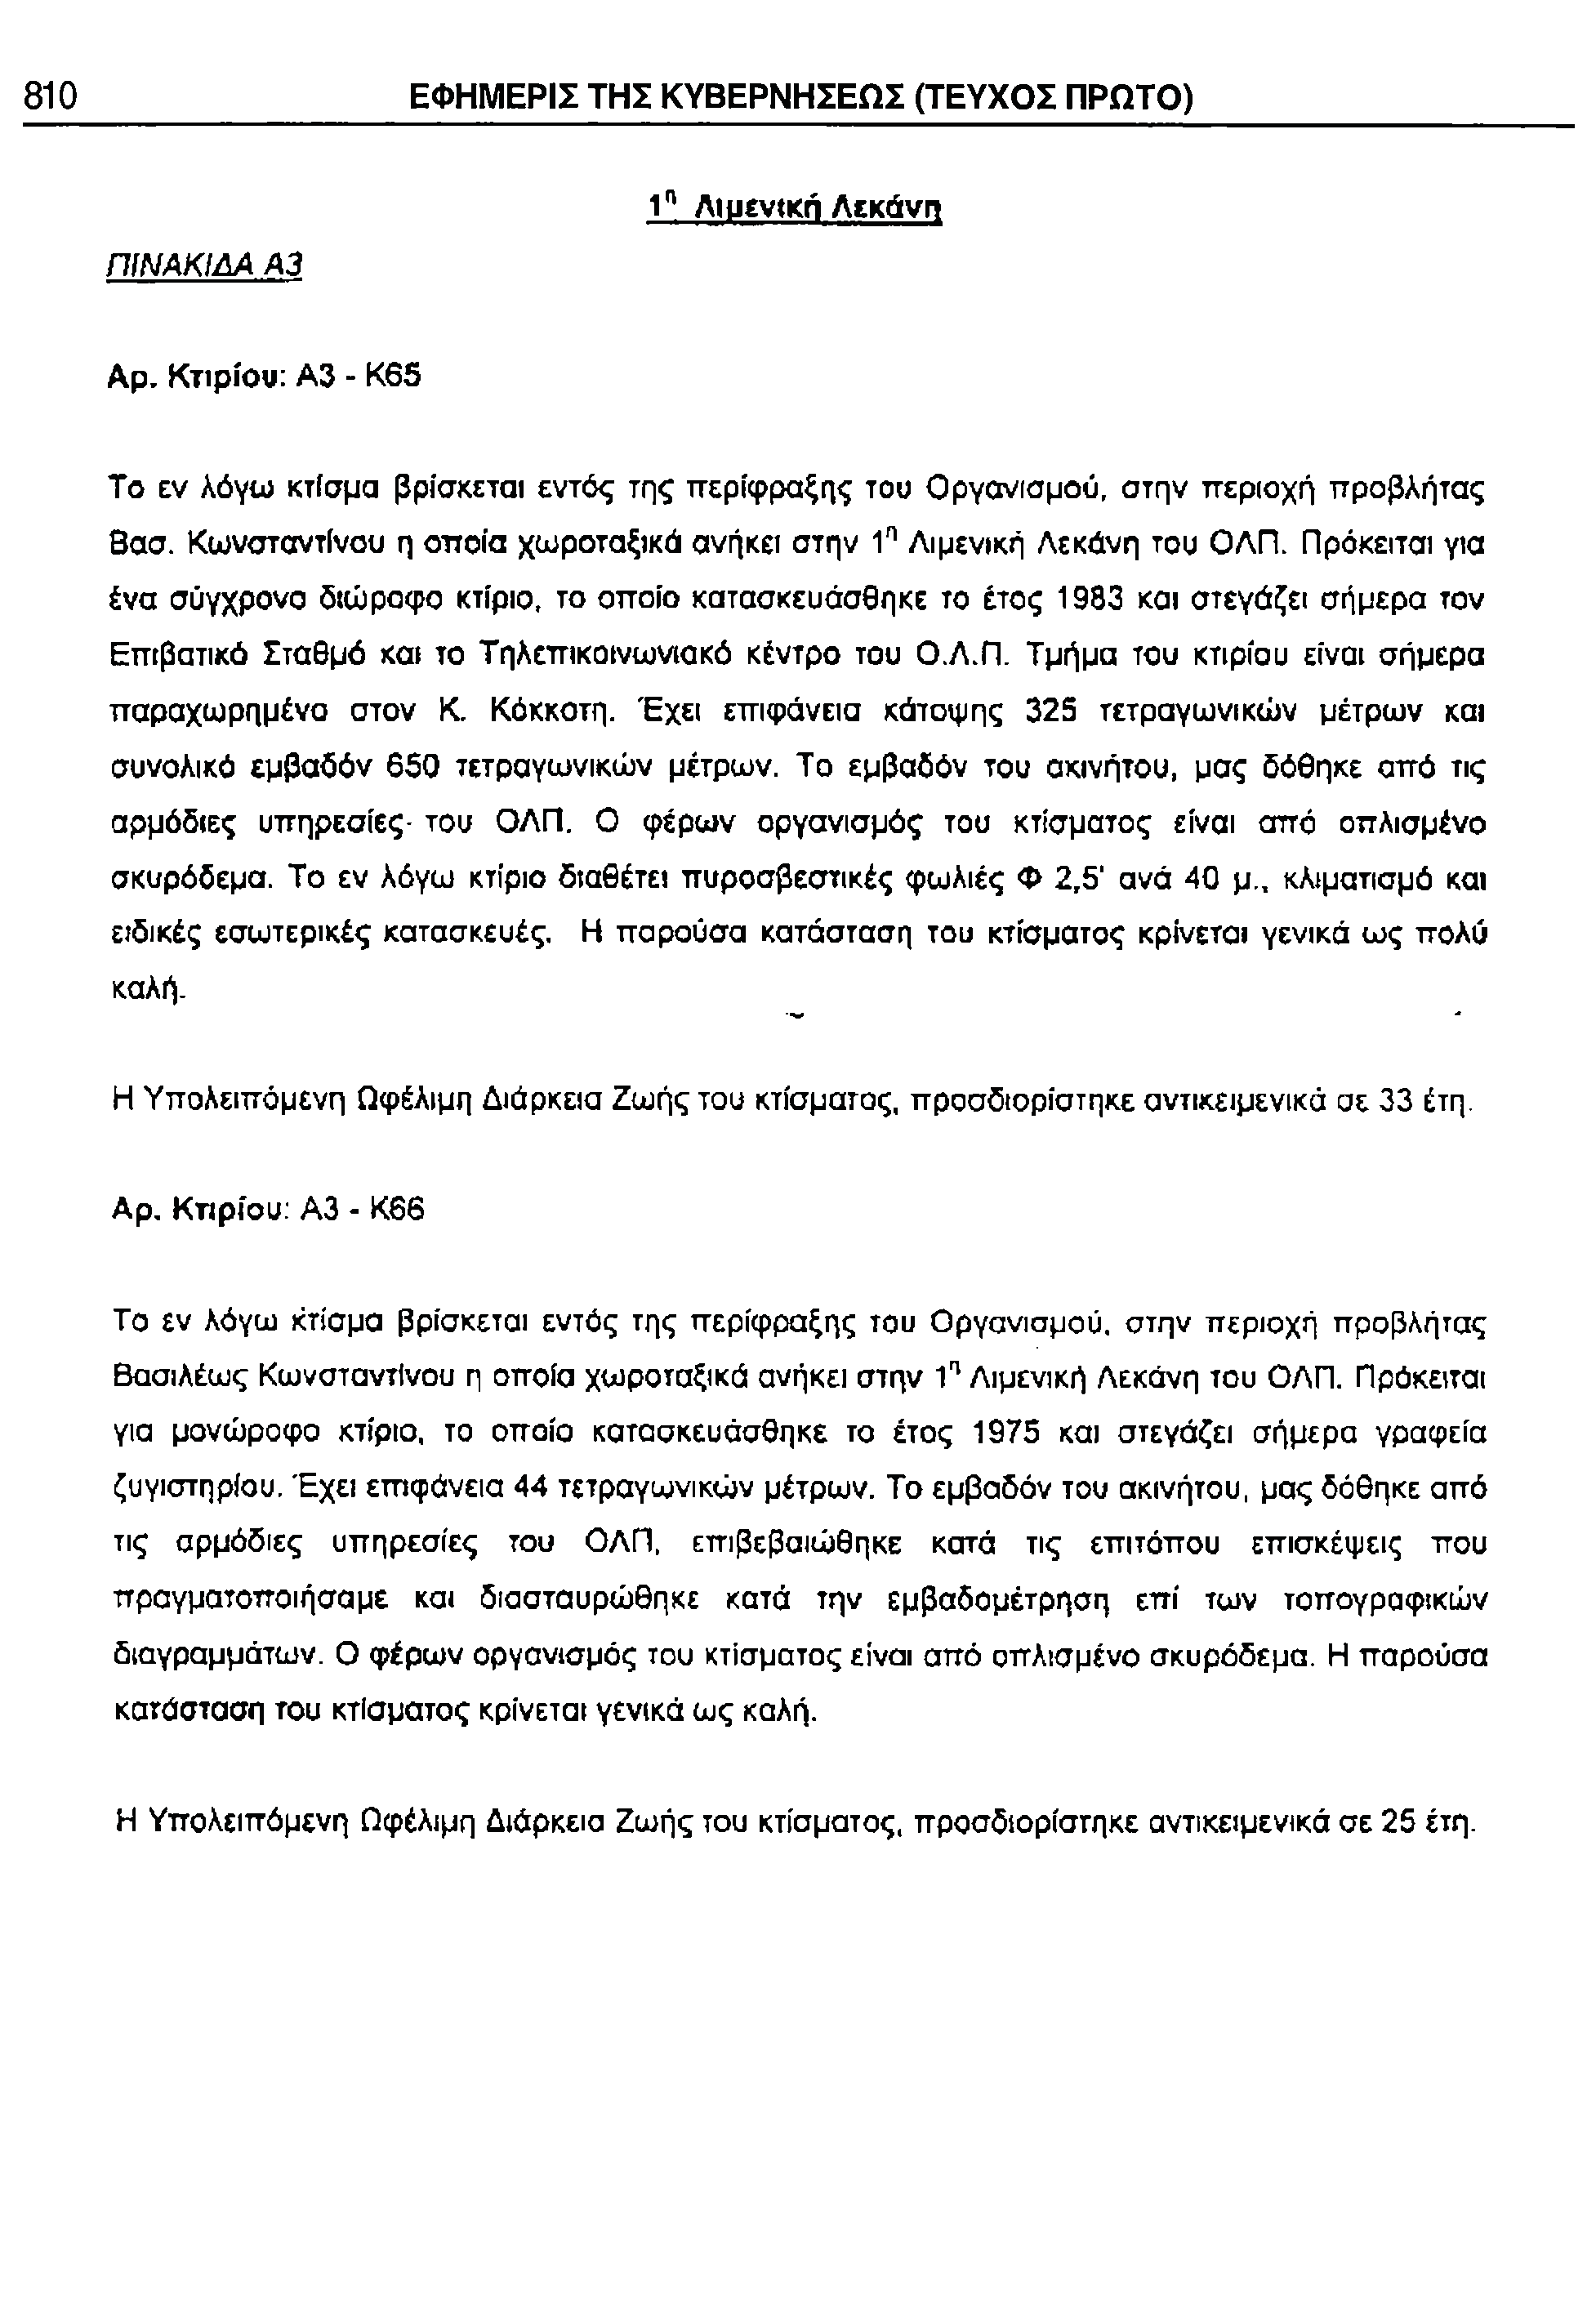 810
ΕΦΗΜΕΡΙΣ ΤΗΣ ΚΥΒΕΡΝΗΣΕΩΣ (ΤΕΥΧΟΣ ΠΡΩΤΟ)
1η Λιμενική Λεκάνη
ΠΙΝΑΚΙΔΑ Α3
Αρ. Κτιρίου: Α3 - Κ65
Το εν λόγω κτίσμα βρίσκεται εντός της περίφραξης του Οργανισμού, στην περιοχή προβλήτας
Βασ. Κωνσταντίνου η οποία χωροταξικά ανήκει στην 1η Λιμενική Λεκάνη του ΟΛΠ. Πρόκειται για
ένα σύγχρονο διώροφο κτίριο, το οποίο κατασκευάσθηκε το έτος 1983 και στεγάζει σήμερα τον
Επιβατικό Σταθμό και το Τηλεπικοινωνιακό κέντρο του Ο.Λ.Π. Τμήμα του κτιρίου είναι σήμερα
παραχωρημένο στον Κ. Κόκκοτη. Έχει επιφάνεια κάτοψης 325 τετραγωνικών μέτρων και
συνολικό εμβαδόν 650 τετραγωνικών μέτρων. Το εμβαδόν του ακινήτου, μας δόθηκε από τις
αρμόδιες υπηρεσίες του ΟΛΠ. Ο φέρων οργανισμός του κτίσματος είναι από οπλισμένο
σκυρόδεμα. Το εν λόγω κτίριο διαθέτει πυροσβεστικές φωλιές Φ 2,5' ανά 40 μ., κλιματισμό και
ειδικές εσωτερικές κατασκευές. Η παρούσα κατάσταση του κτίσματος κρίνεται γενικά ως πολύ
καλή.
Η Υπολειπόμενη Ωφέλιμη Διάρκεια Ζωής του κτίσματος, προσδιορίστηκε αντικειμενικά σε 33 έτη.
Αρ. Κτιρίου: Α3 - Κ66
Το εν λόγω κτίσμα βρίσκεται εντός της περίφραξης του Οργανισμού, στην περιοχή προβλήτας
Βασιλέως Κωνσταντίνου η οποία χωροταξικά ανήκει στην 1η Λιμενική Λεκάνη του ΟΛΠ. Πρόκειται
για μονώροφο κτίριο, το οποίο κατασκευάσθηκε το έτος 1975 και στεγάζει σήμερα γραφεία
ζυγιστηρίου. Έχει επιφάνεια 44 τετραγωνικών μέτρων. Το εμβαδόν του ακινήτου, μας δόθηκε από
τις αρμόδιες υπηρεσίες του ΟΛΠ, επιβεβαιώθηκε κατά τις επιτόπου επισκέψεις που
πραγματοποιήσαμε και διασταυρώθηκε κατά την εμβαδομέτρηση επί των τοπογραφικών
διαγραμμάτων. Ο φέρων οργανισμός του κτίσματος είναι από οπλισμένο σκυρόδεμα. Η παρούσα
κατάσταση του κτίσματος κρίνεται γενικά ως καλή.
Η Υπολειπόμενη Ωφέλιμη Διάρκεια Ζωής του κτίσματος, προσδιορίστηκε αντικειμενικά σε 25 έτη.